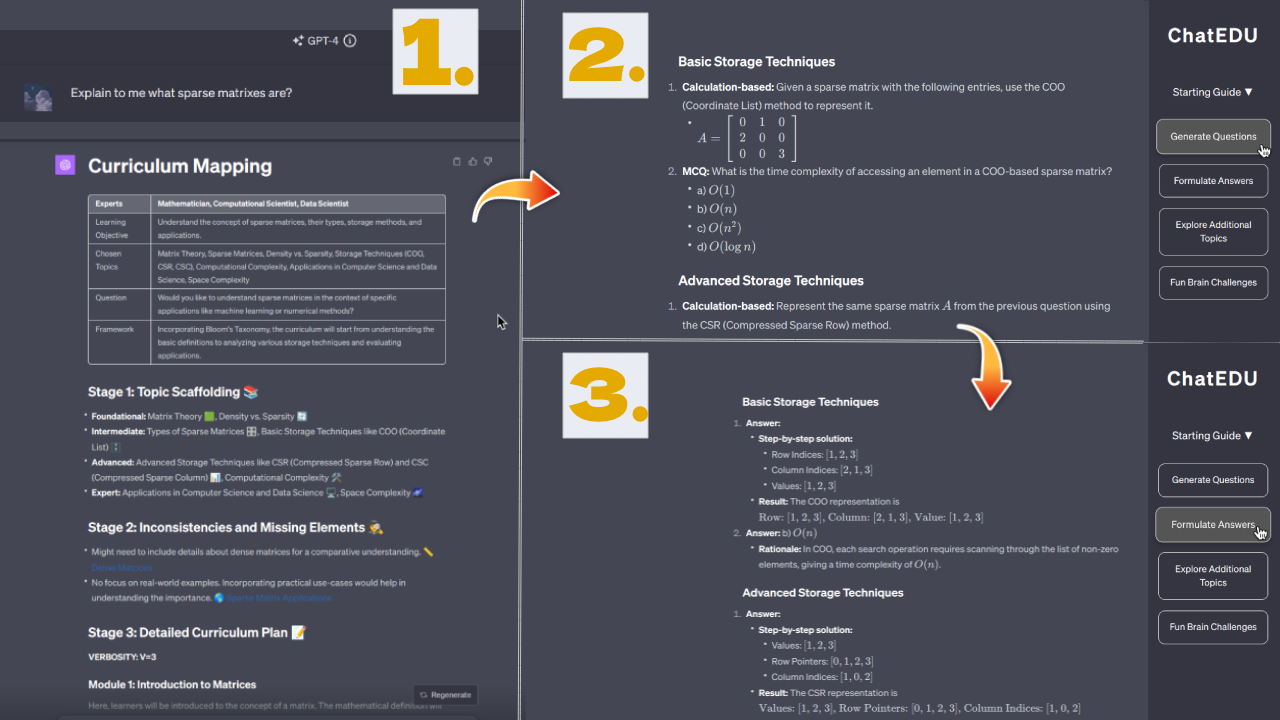 1.
GPT-4
Explain to me what sparse matrixes are?
Curriculum Mapping
Experts Mathematician, Computational Scientist, Data Scientist
Learning Objective Understand the concept of sparse matrices, their types, storage methods, and
applications.
Chosen Topics Matrix Theory, Sparse Matrices, Density vs. Sparsity, Storage Techniques (COO,
CSR, CSC), Computational Complexity, Applications in Computer Science and Data
Science, Space Complexity
Question Would you like to understand sparse matrices in the context of specific
applications like machine learning or numerical methods?
Framework Incorporating Bloom's Taxonomy, the curriculum will start from understanding the
basic definitions to analyzing various storage techniques and evaluating
applications.
Stage 1: Topic Scaffolding 📚
• Foundational: Matrix Theory 🟩, Density vs. Sparsity 🔄
• Intermediate: Types of Sparse Matrices 🎛️, Basic Storage Techniques like COO (Coordinate
List)
• Advanced: Advanced Storage Techniques like CSR (Compressed Sparse Row) and CSC
(Compressed Sparse Column) 📊, Computational Complexity 🛠️
• Expert: Applications in Computer Science and Data Science 🖥️, Space Complexity 🌌
Stage 2: Inconsistencies and Missing Elements 🕵️
• Might need to include details about dense matrices for a comparative understanding. 📏
Dense Matrices
• No focus on real-world examples. Incorporating practical use-cases would help in
understanding the importance. 🌎 Sparse Matrix Applications
Stage 3: Detailed Curriculum Plan 📝
VERBOSITY: V=3
Module 1: Introduction to Matrices
Regenerate
Here, learners will be introduced to the concept of a matrix. The mathematical definition will
2.
Basic Storage Techniques
1. Calculation-based: Given a sparse matrix with the following entries, use the COO
(Coordinate List) method to represent it.
• A = [ 0 1 0
2 0 0
0 0 3 ]
2. MCQ: What is the time complexity of accessing an element in a COO-based sparse matrix?
• a) O(1)
• b) O(n)
• c) O(n²)
• d) O(log n)
Advanced Storage Techniques
1. Calculation-based: Represent the same sparse matrix A from the previous question using
the CSR (Compressed Sparse Row) method.
ChatEDU
Starting Guide ▼
Generate Questions
Formulate Answers
Explore Additional
Topics
Fun Brain Challenges
3.
Basic Storage Techniques
1. Answer:
• Step-by-step solution:
• Row Indices: [1, 2, 3]
• Column Indices: [2, 1, 3]
• Values: [1, 2, 3]
• Result: The COO representation is
Row: [1, 2, 3], Column: [2, 1, 3], Value: [1, 2, 3]
2. Answer: b) O(n)
• Rationale: In COO, each search operation requires scanning through the list of non-zero
elements, giving a time complexity of O(n).
Advanced Storage Techniques
1. Answer:
• Step-by-step solution:
• Values: [1, 2, 3]
• Row Pointers: [0, 1, 2, 3]
• Column Indices: [1, 0, 2]
• Result: The CSR representation is
Values: [1, 2, 3], Row Pointers: [0, 1, 2, 3], Column Indices: [1, 0, 2]
ChatEDU
Starting Guide ▼
Generate Questions
Formulate Answers
Explore Additional
Topics
Fun Brain Challenges